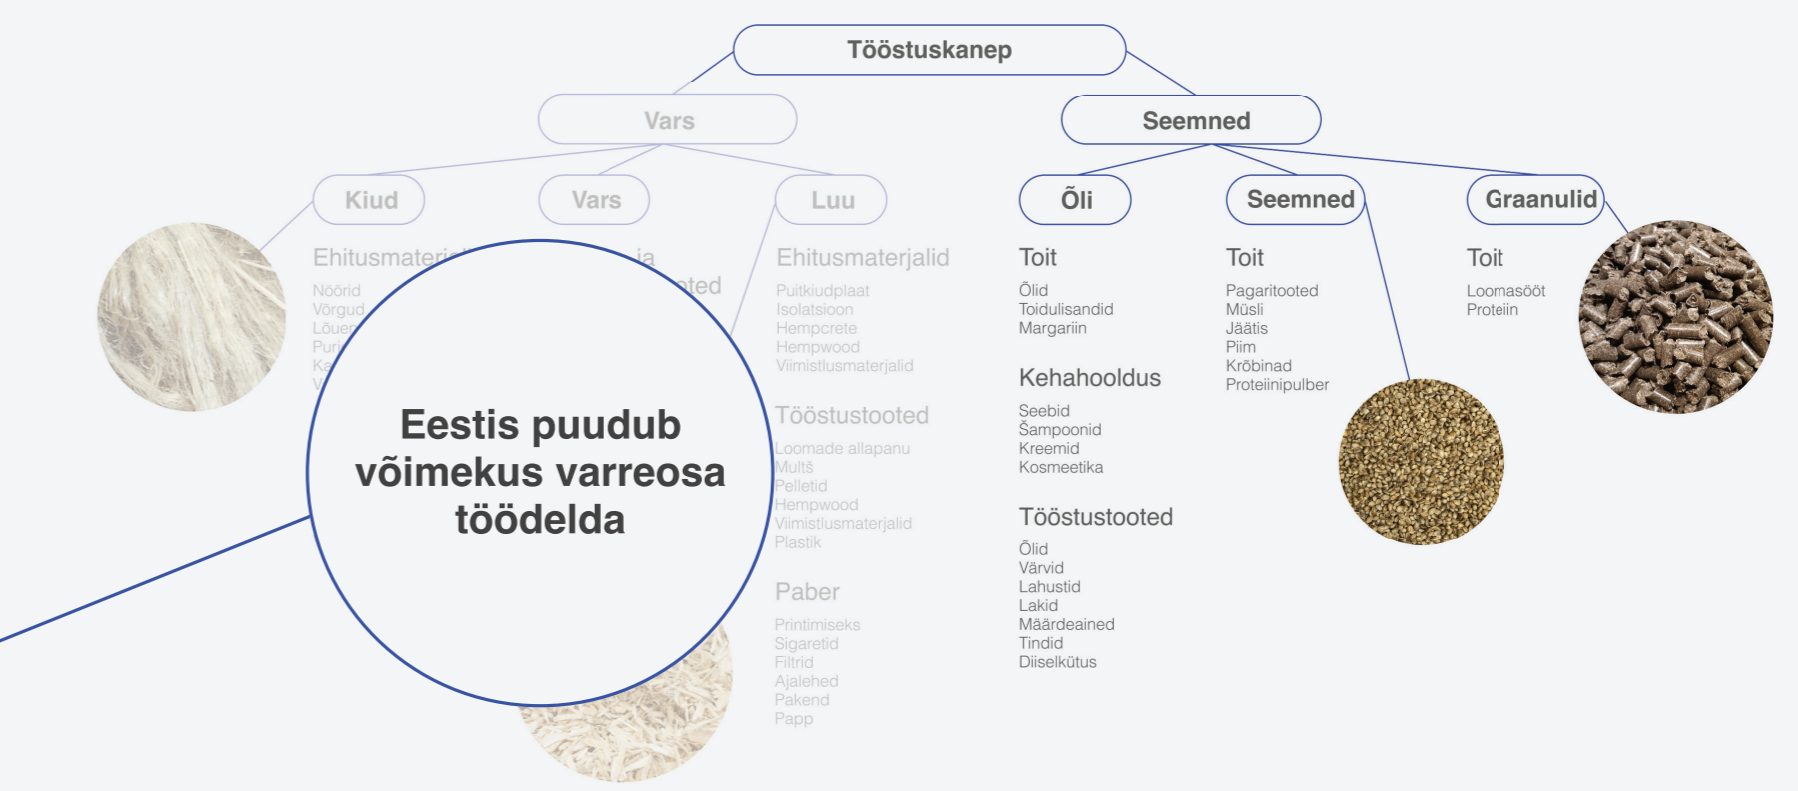 Tööstuskanep
Vars
Seemned
Kiud
Vars
Luu
Õli
Seemned
Graanulid
Nöörid
Võrgud
Eestis puudub
võimekus varreosa
töödelda
Ehitusmaterjalid
Puitkiudplaat
Isolatsioon
Hempcrete
Hempwood
Viimistlusmaterjalid
Tööstustooted
Loomade allapanu
Multš
Pelletid
Hempwood
Viimistlusmaterjalid
Plastik
Paber
Printimiseks
Sigaretid
Filtrid
Ajalehed
Pakend
Papp
Toit
Õlid
Toidulisandid
Margariin
Kehahooldus
Seebid
Šampoonid
Kreemid
Kosmeetika
Tööstustooted
Õlid
Värvid
Lahustid
Lakid
Määrdeained
Tindid
Diiselkütus
Toit
Pagaritooted
Müsli
Jäätis
Piim
Krõbinad
Proteiinipulber
Toit
Loomasööt
Proteiin